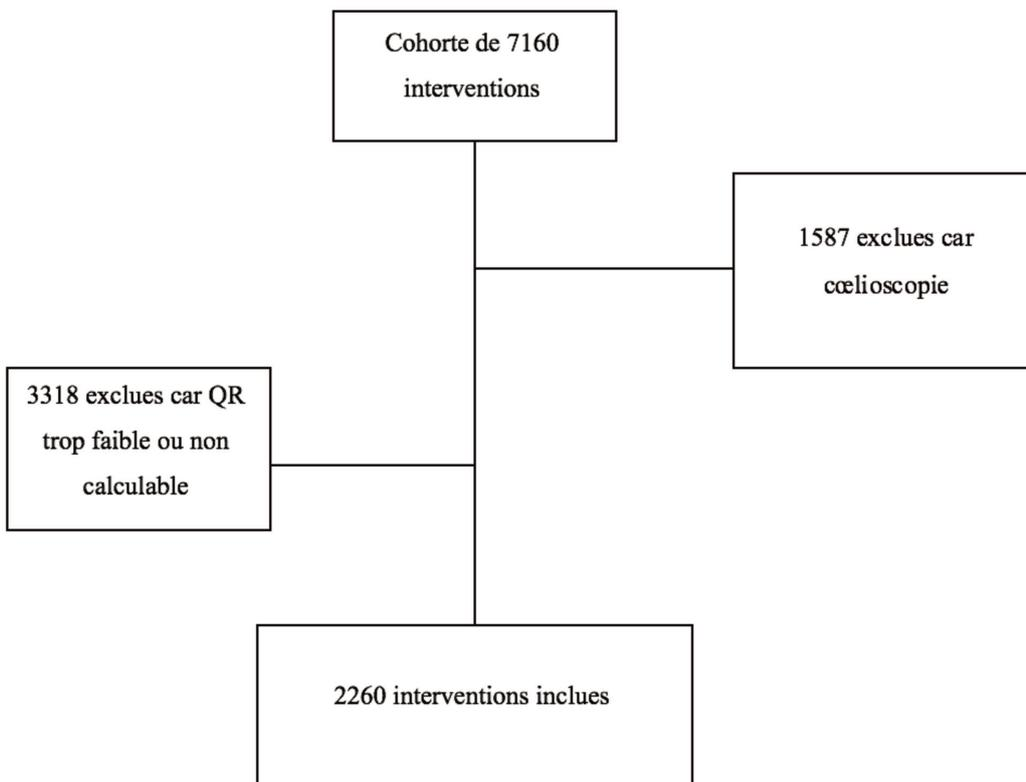 Cohorte de 7160
interventions
1587 exclues car
cœlioscopie
3318 exclues car QR
trop faible ou non
calculable
2260 interventions inclues